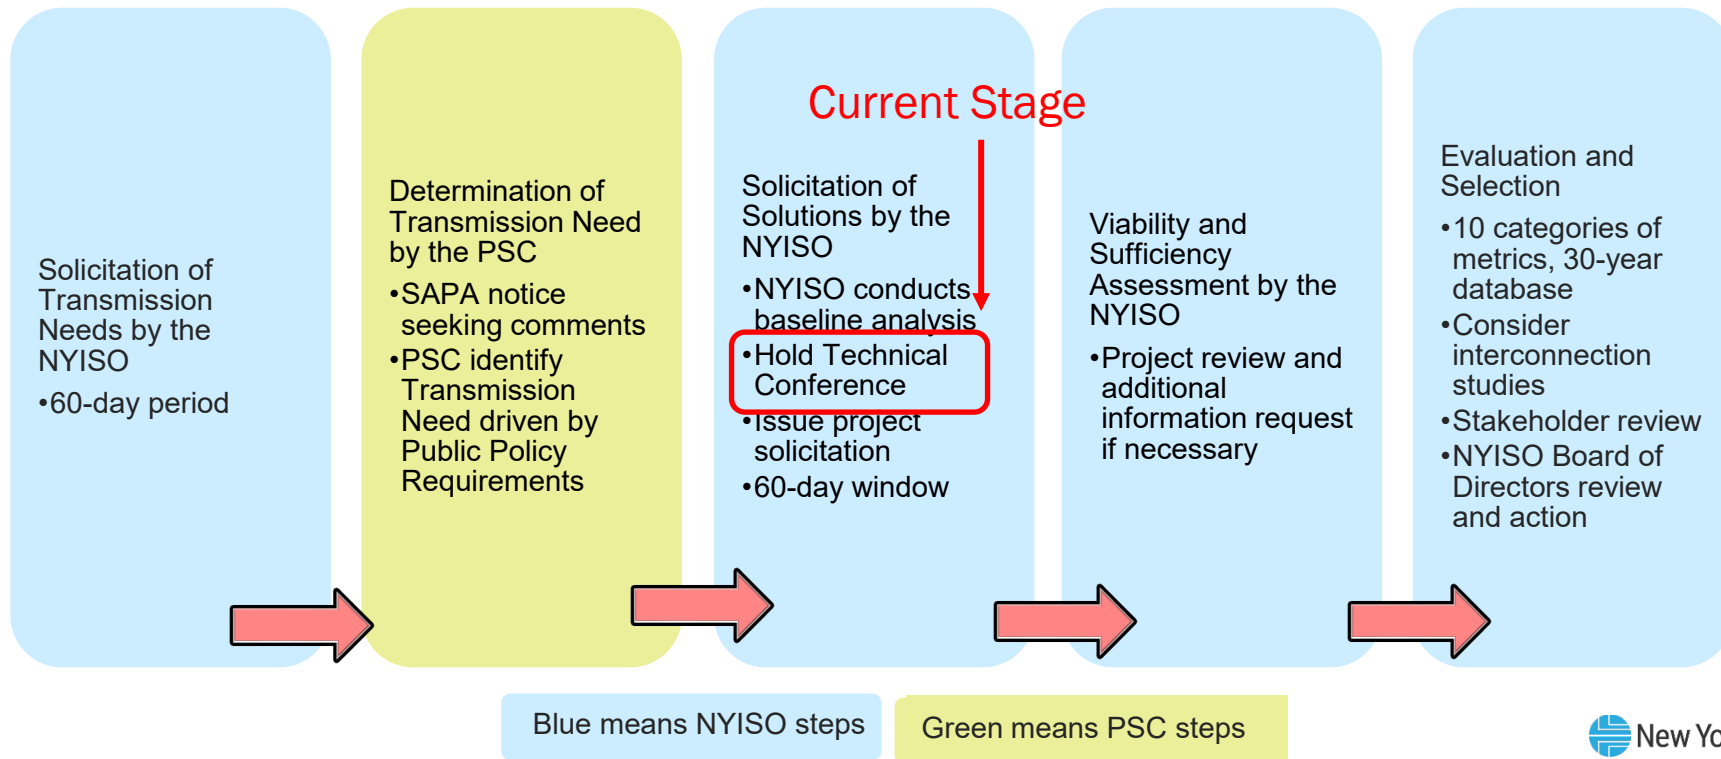 Solicitation of
Transmission
Needs by the
NYISO
•60-day period
Determination of
Transmission Need
by the PSC
•SAPA notice
seeking comments
•PSC identify
Transmission
Need driven by
Public Policy
Requirements
Current Stage
Solicitation of
Solutions by the
NYISO
•NYISO conducts
baseline analysis
•Hold Technical
Conference
•Issue project
solicitation
•60-day window
Viability and
Sufficiency
Assessment by the
NYISO
•Project review and
additional
information request
if necessary
Evaluation and
Selection
•10 categories of
metrics, 30-year
database
•Consider
interconnection
studies
•Stakeholder review
•NYISO Board of
Directors review
and action
Blue means NYISO steps
Green means PSC steps
New Yo